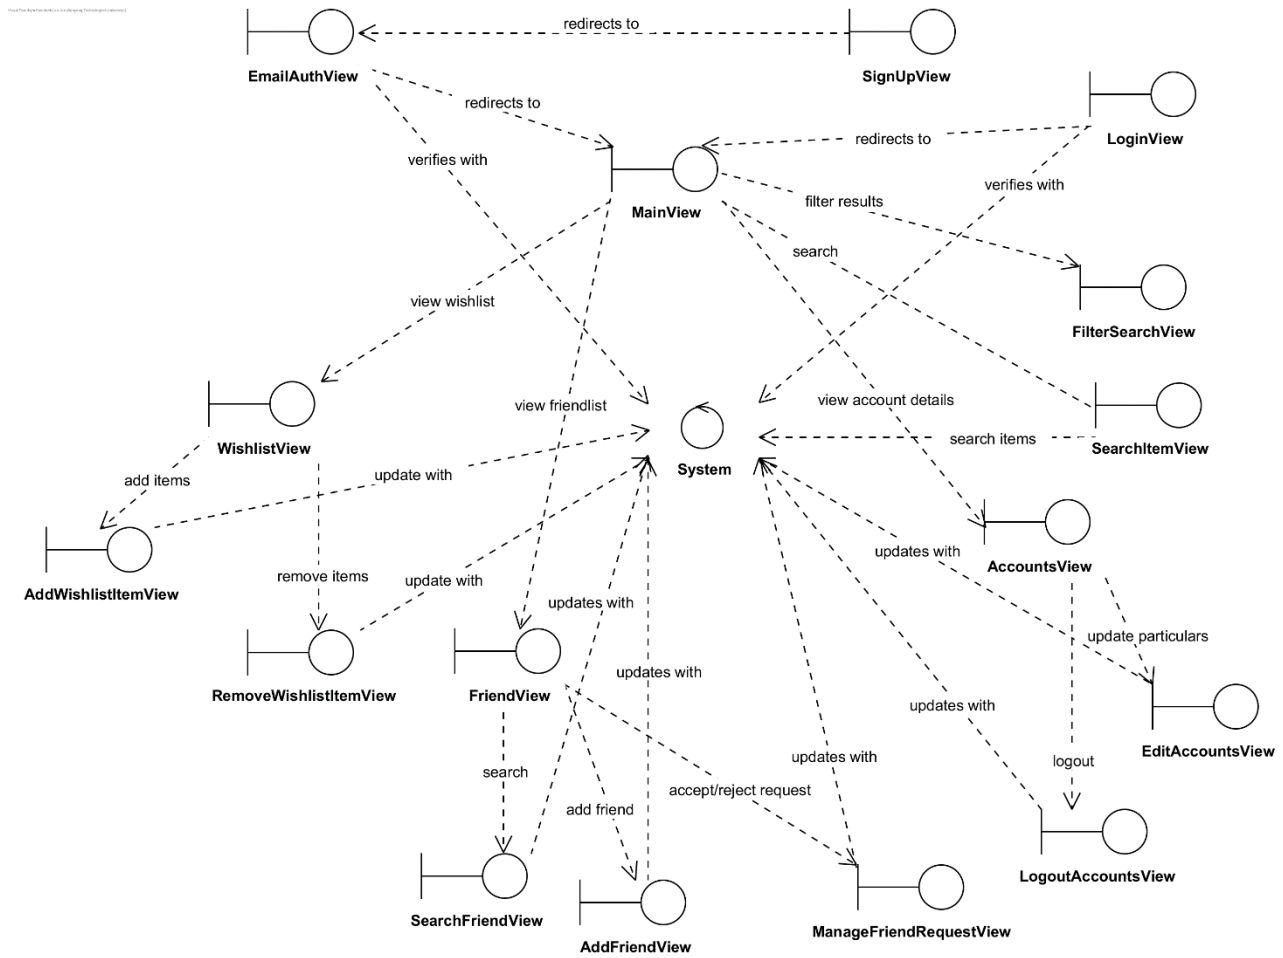 redirects to
EmailAuthView
SignUpView
redirects to
redirects to
LoginView
verifies with
verifies with
MainView
filter results
search
view wishlist
FilterSearchView
view friendlist
view account details
WishlistView
System
search items
SearchItemView
add items
update with
updates with
AccountsView
remove items
update with
AddWishlistItemView
updates with
update particulars
RemoveWishlistItemView
FriendView
updates with
updates with
EditAccountsView
search
updates with
logout
accept/reject request
add friend
LogoutAccountsView
SearchFriendView
AddFriendView
ManageFriendRequestView